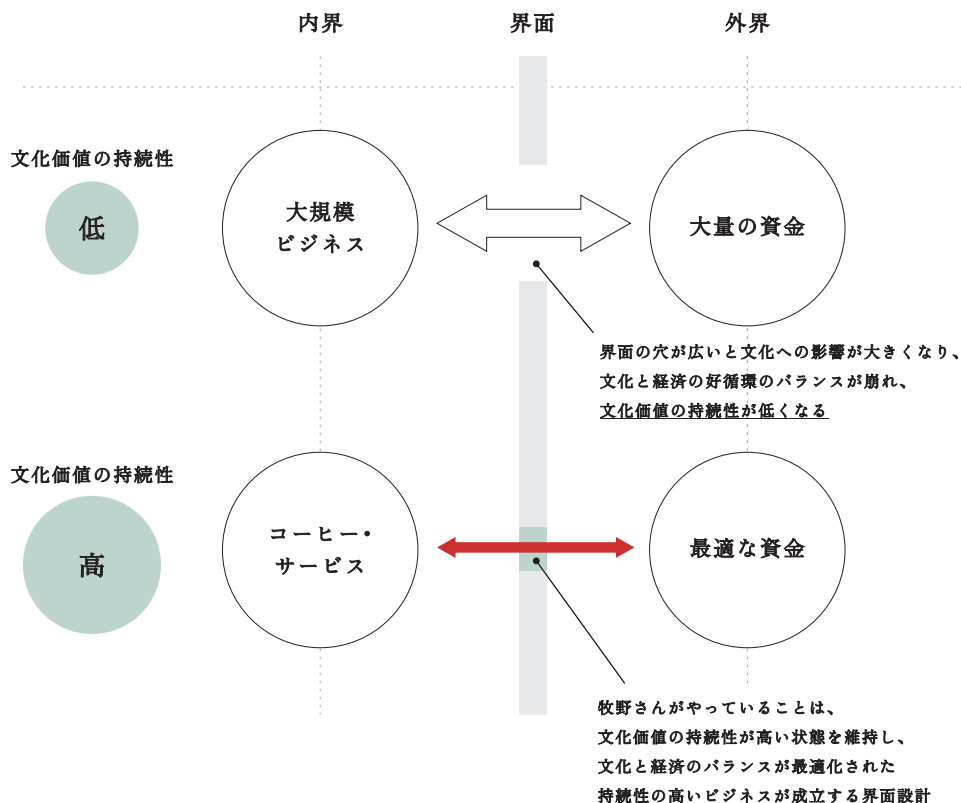 内界
界面
外界
文化価値の持続性
低
大規模
ビジネス
大量の資金
界面の穴が広いと文化への影響が大きくなり、
文化と経済の好循環のバランスが崩れ、
文化価値の持続性が低くなる
文化価値の持続性
高
コーヒー・
サービス
最適な資金
牧野さんがやっていることは、
文化価値の持続性が高い状態を維持し、
文化と経済のバランスが最適化された
持続性の高いビジネスが成立する界面設計